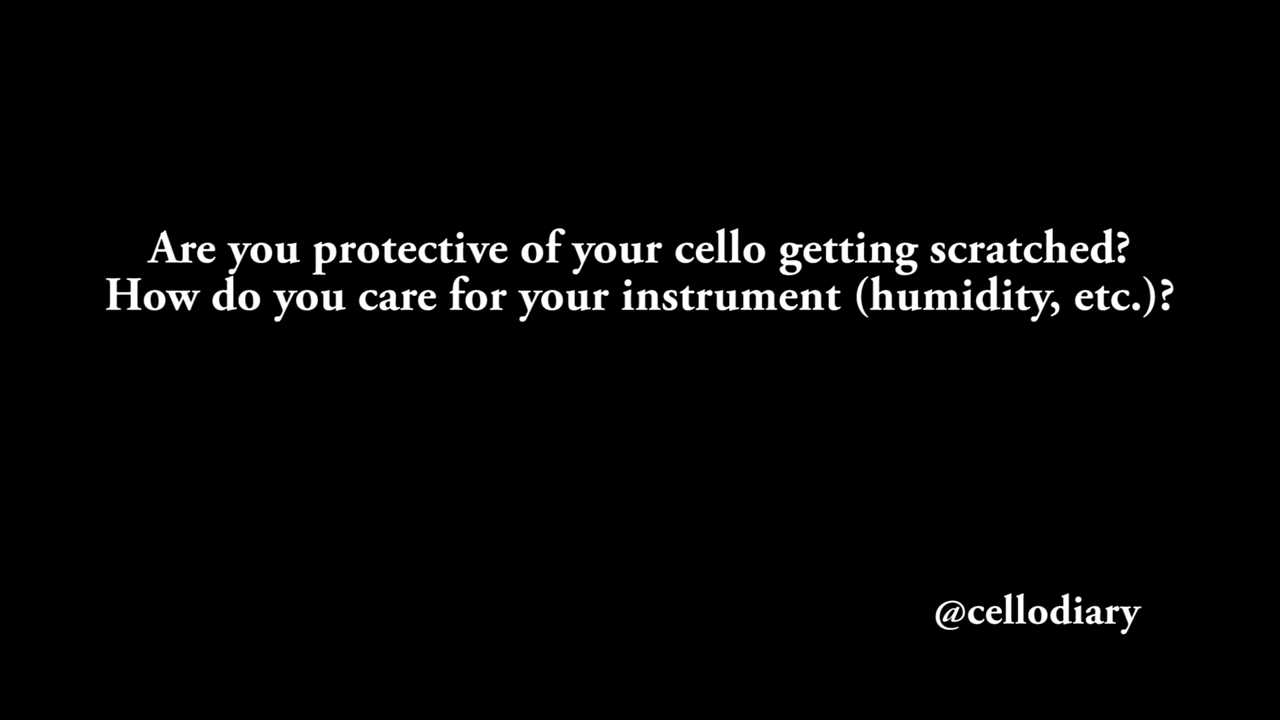 Are you protective of your cello getting scratched?
How do you care for your instrument (humidity, etc.)?
@cellodiary